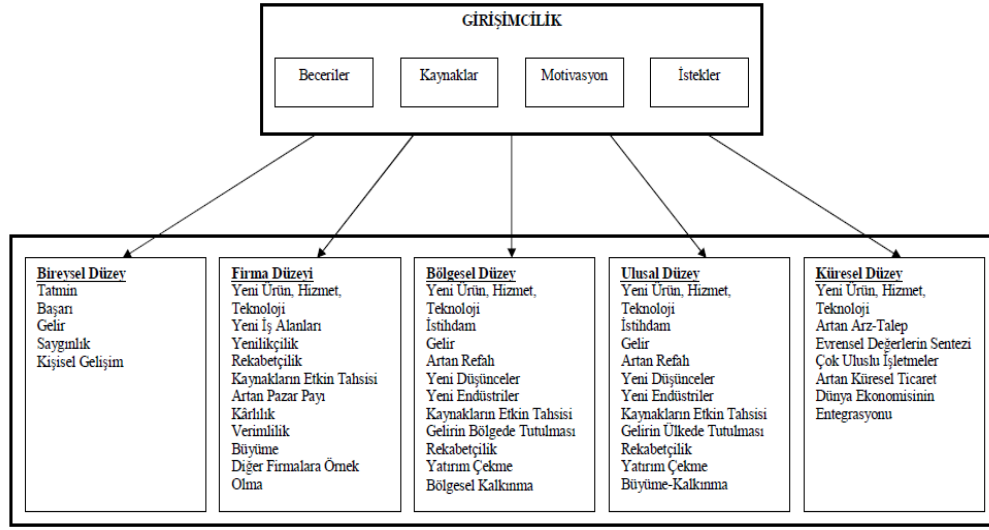 GİRİŞİMCİLİK
Beceriler
Kaynaklar
Motivasyon
İstekler
Bireysel Düzey
Tatmin
Başarı
Gelir
Saygınlık
Kişisel Gelişim
Firma Düzeyi
Yeni Ürün, Hizmet,
Teknoloji
Yeni İş Alanları
Yenilikçilik
Rekabetçilik
Kaynakların Etkin Tahsisi
Artan Pazar Payı
Kârlılık
Verimlilik
Büyüme
Diğer Firmalara Örnek
Olma
Bölgesel Düzey
Yeni Ürün, Hizmet,
Teknoloji
İstihdam
Gelir
Artan Refah
Yeni Düşünceler
Yeni Endüstriler
Kaynakların Etkin Tahsisi
Gelirin Bölgede Tutulması
Rekabetçilik
Yatırım Çekme
Bölgesel Kalkınma
Ulusal Düzey
Yeni Ürün, Hizmet,
Teknoloji
İstihdam
Gelir
Artan Refah
Yeni Düşünceler
Yeni Endüstriler
Kaynakların Etkin Tahsisi
Gelirin Ülkede Tutulması
Rekabetçilik
Yatırım Çekme
Büyüme-Kalkınma
Küresel Düzey
Yeni Ürün, Hizmet,
Teknoloji
Artan Arz-Talep
Evrensel Değerlerin Sentezi
Çok Uluslu İşletmeler
Artan Küresel Ticaret
Dünya Ekonomisinin
Entegrasyonu